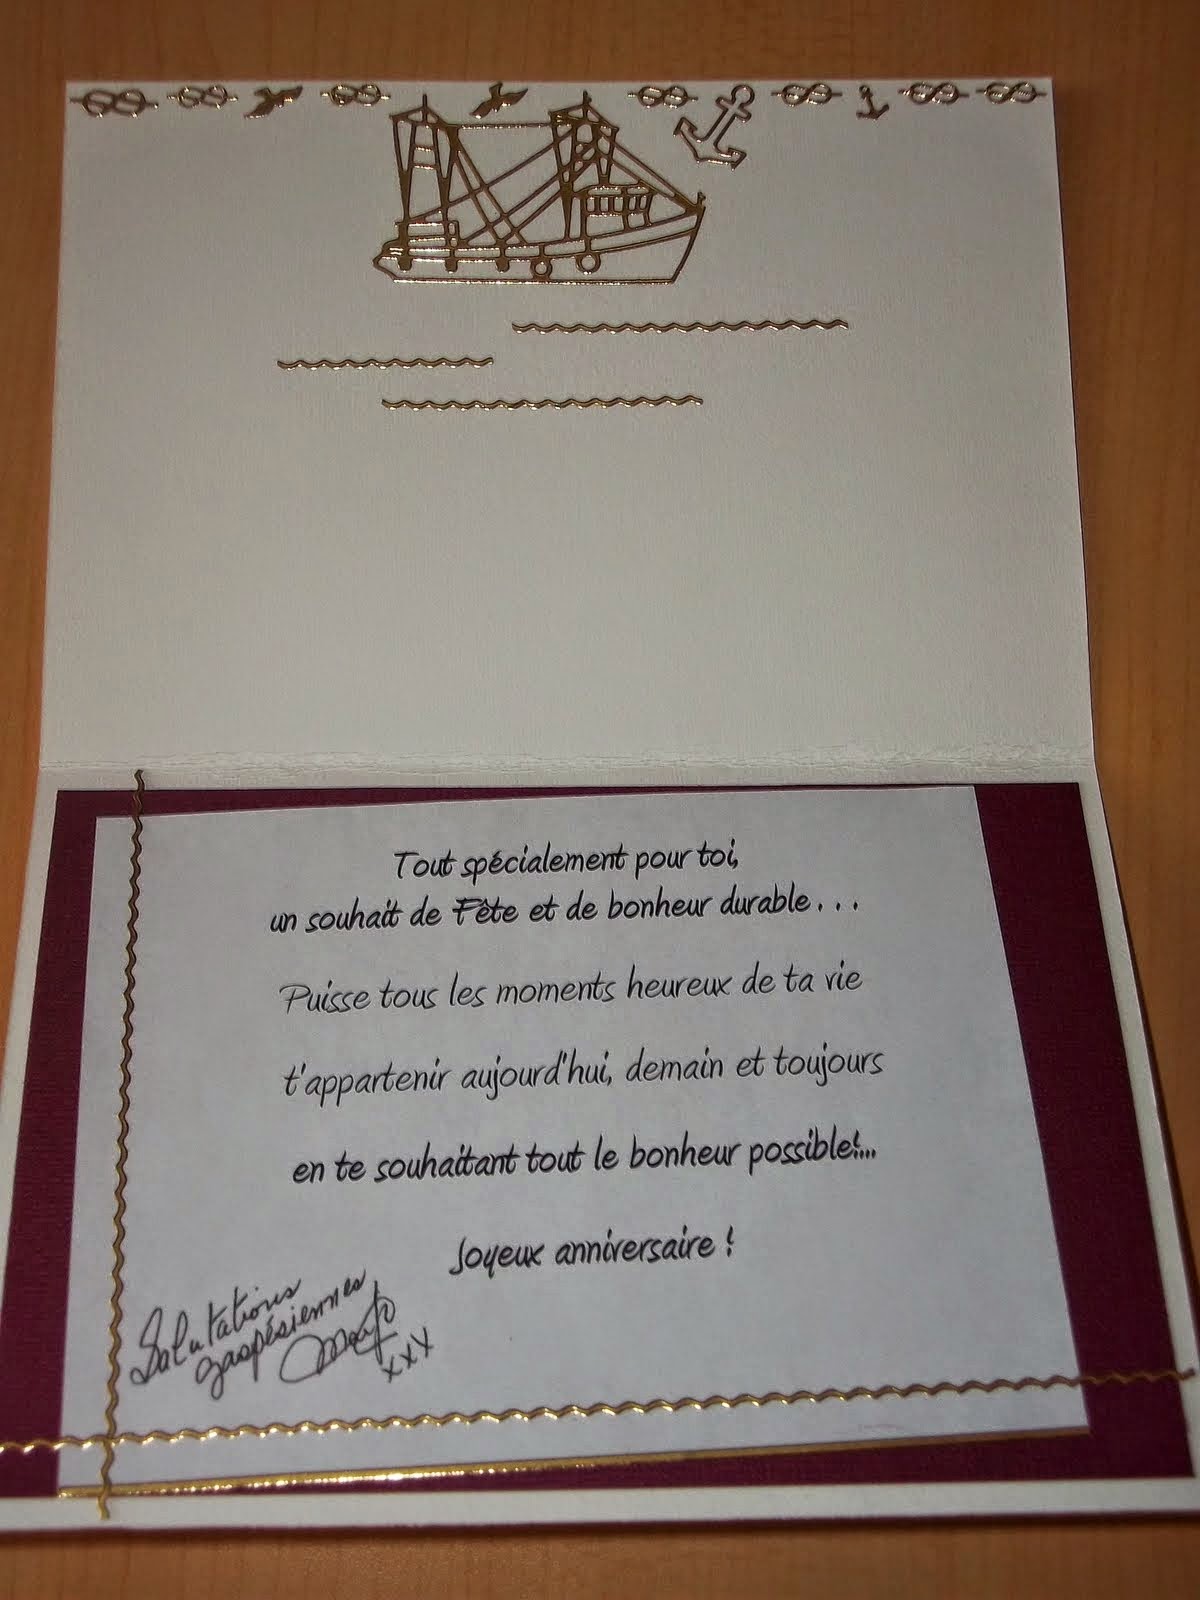 Tout spécialement pour toi,
un souhait de Fête et de bonheur durable...
Puisse tous les moments heureux de ta vie
t'appartenir aujourd'hui, demain et toujours
en te souhaitant tout le bonheur possible!...
Joyeux anniversaire !
Salutations
gaspésiennes
xxx